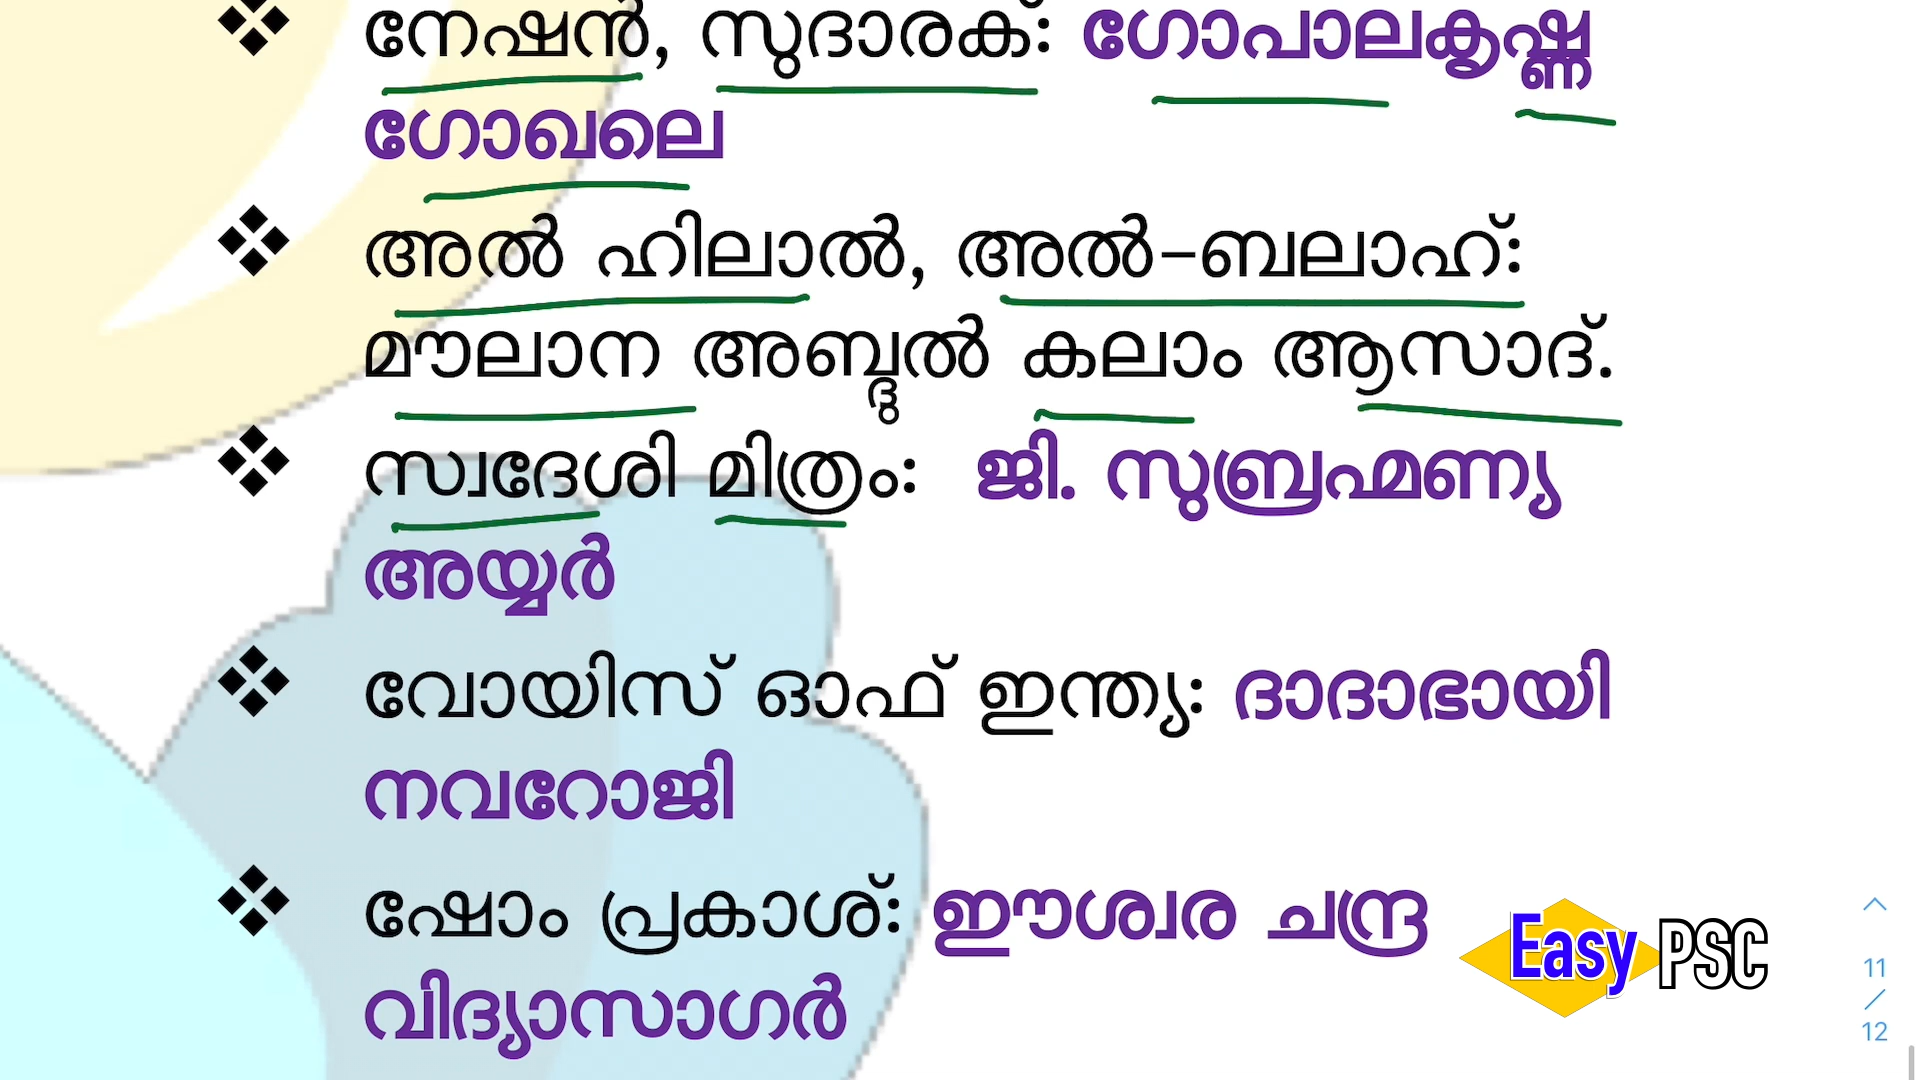 ❖ നേഷൻ, സുദാരക്: ഗോപാലകൃഷ്ണ
ഗോഖലെ
❖ അൽ ഹിലാൽ, അൽ-ബലാഹ്:
മൗലാന അബ്ദുൽ കലാം ആസാദ്.
❖ സ്വദേശി മിത്രം: ജി. സുബ്രഹ്മണ്യ
അയ്യർ
❖ വോയിസ് ഓഫ് ഇന്ത്യ: ദാദാഭായി
നവറോജി
❖ ഷോം പ്രകാശ്: ഈശ്വര ചന്ദ്ര
വിദ്യാസാഗർ
Easy PSC
11
/
12